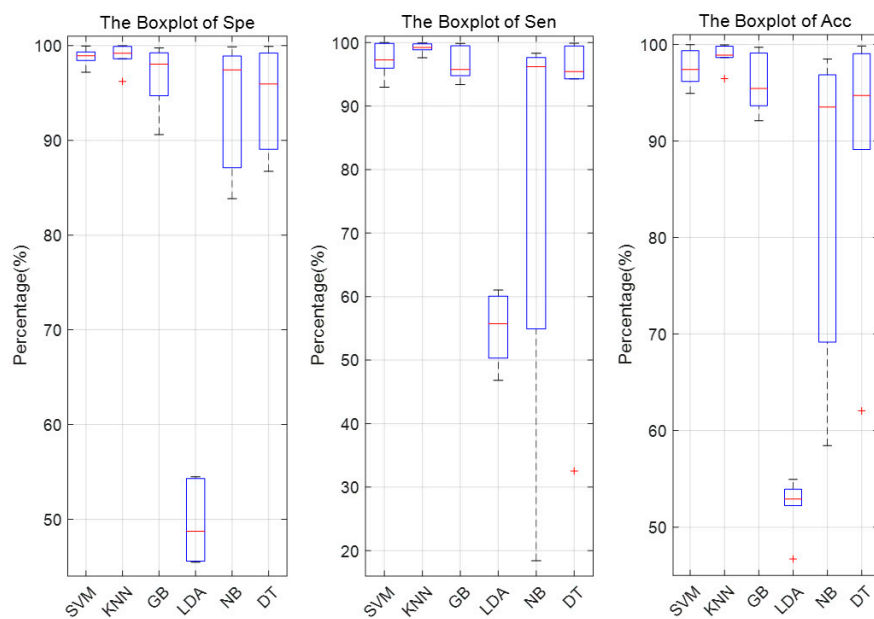 The Boxplot of Spe
100
90
80
70
60
50
Percentage(%)
SVM KNN GB LDA NB DT
The Boxplot of Sen
100
90
80
70
60
50
40
30
20
Percentage(%)
SVM KNN GB LDA NB DT
The Boxplot of Acc
100
90
80
70
60
50
Percentage(%)
SVM KNN GB LDA NB DT